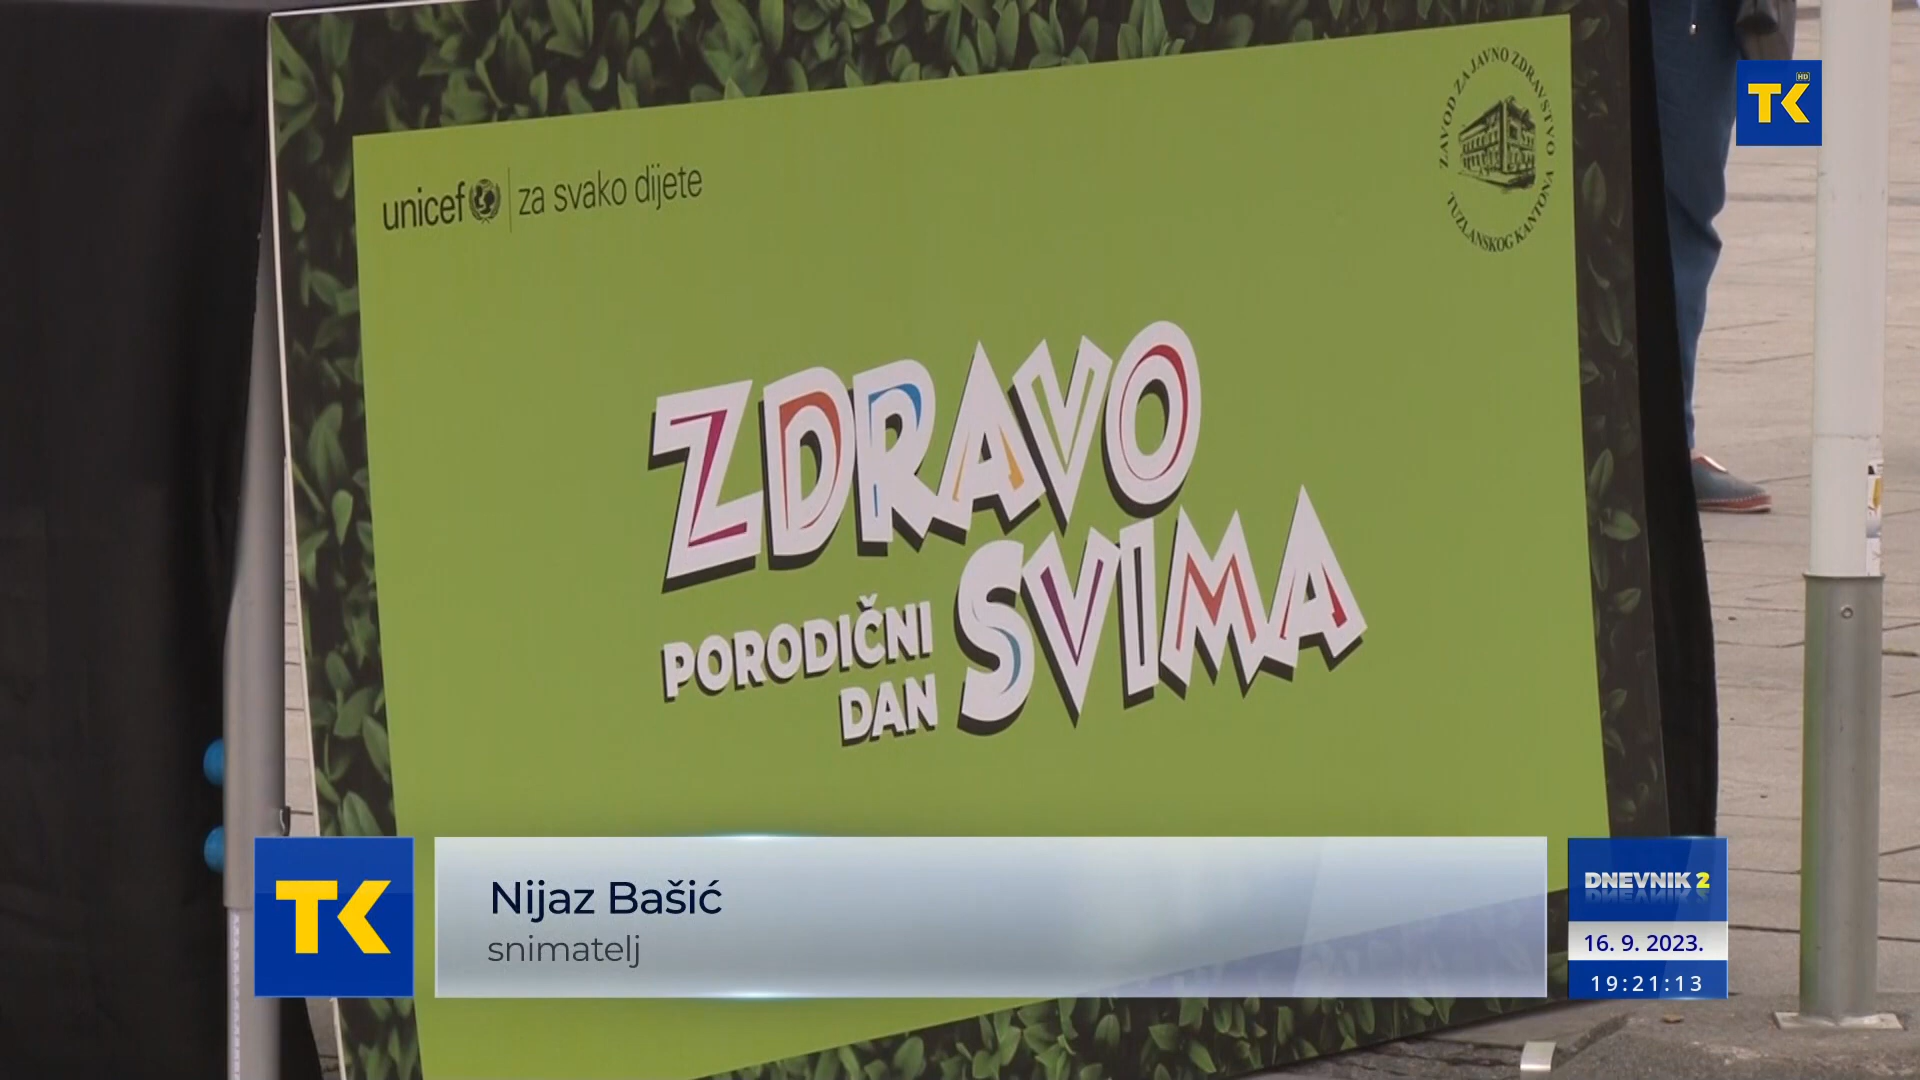 ZAVOD ZA JAVNO ZDRAVSTVO
TUZLANSKOG KANTONA
TK HD
unicef za svako dijete
ZDRAVO
SVIMA
PORODIČNI
DAN
TK
Nijaz Bašić
snimatelj
DNEVNIK 2
16. 9. 2023.
19:21:13